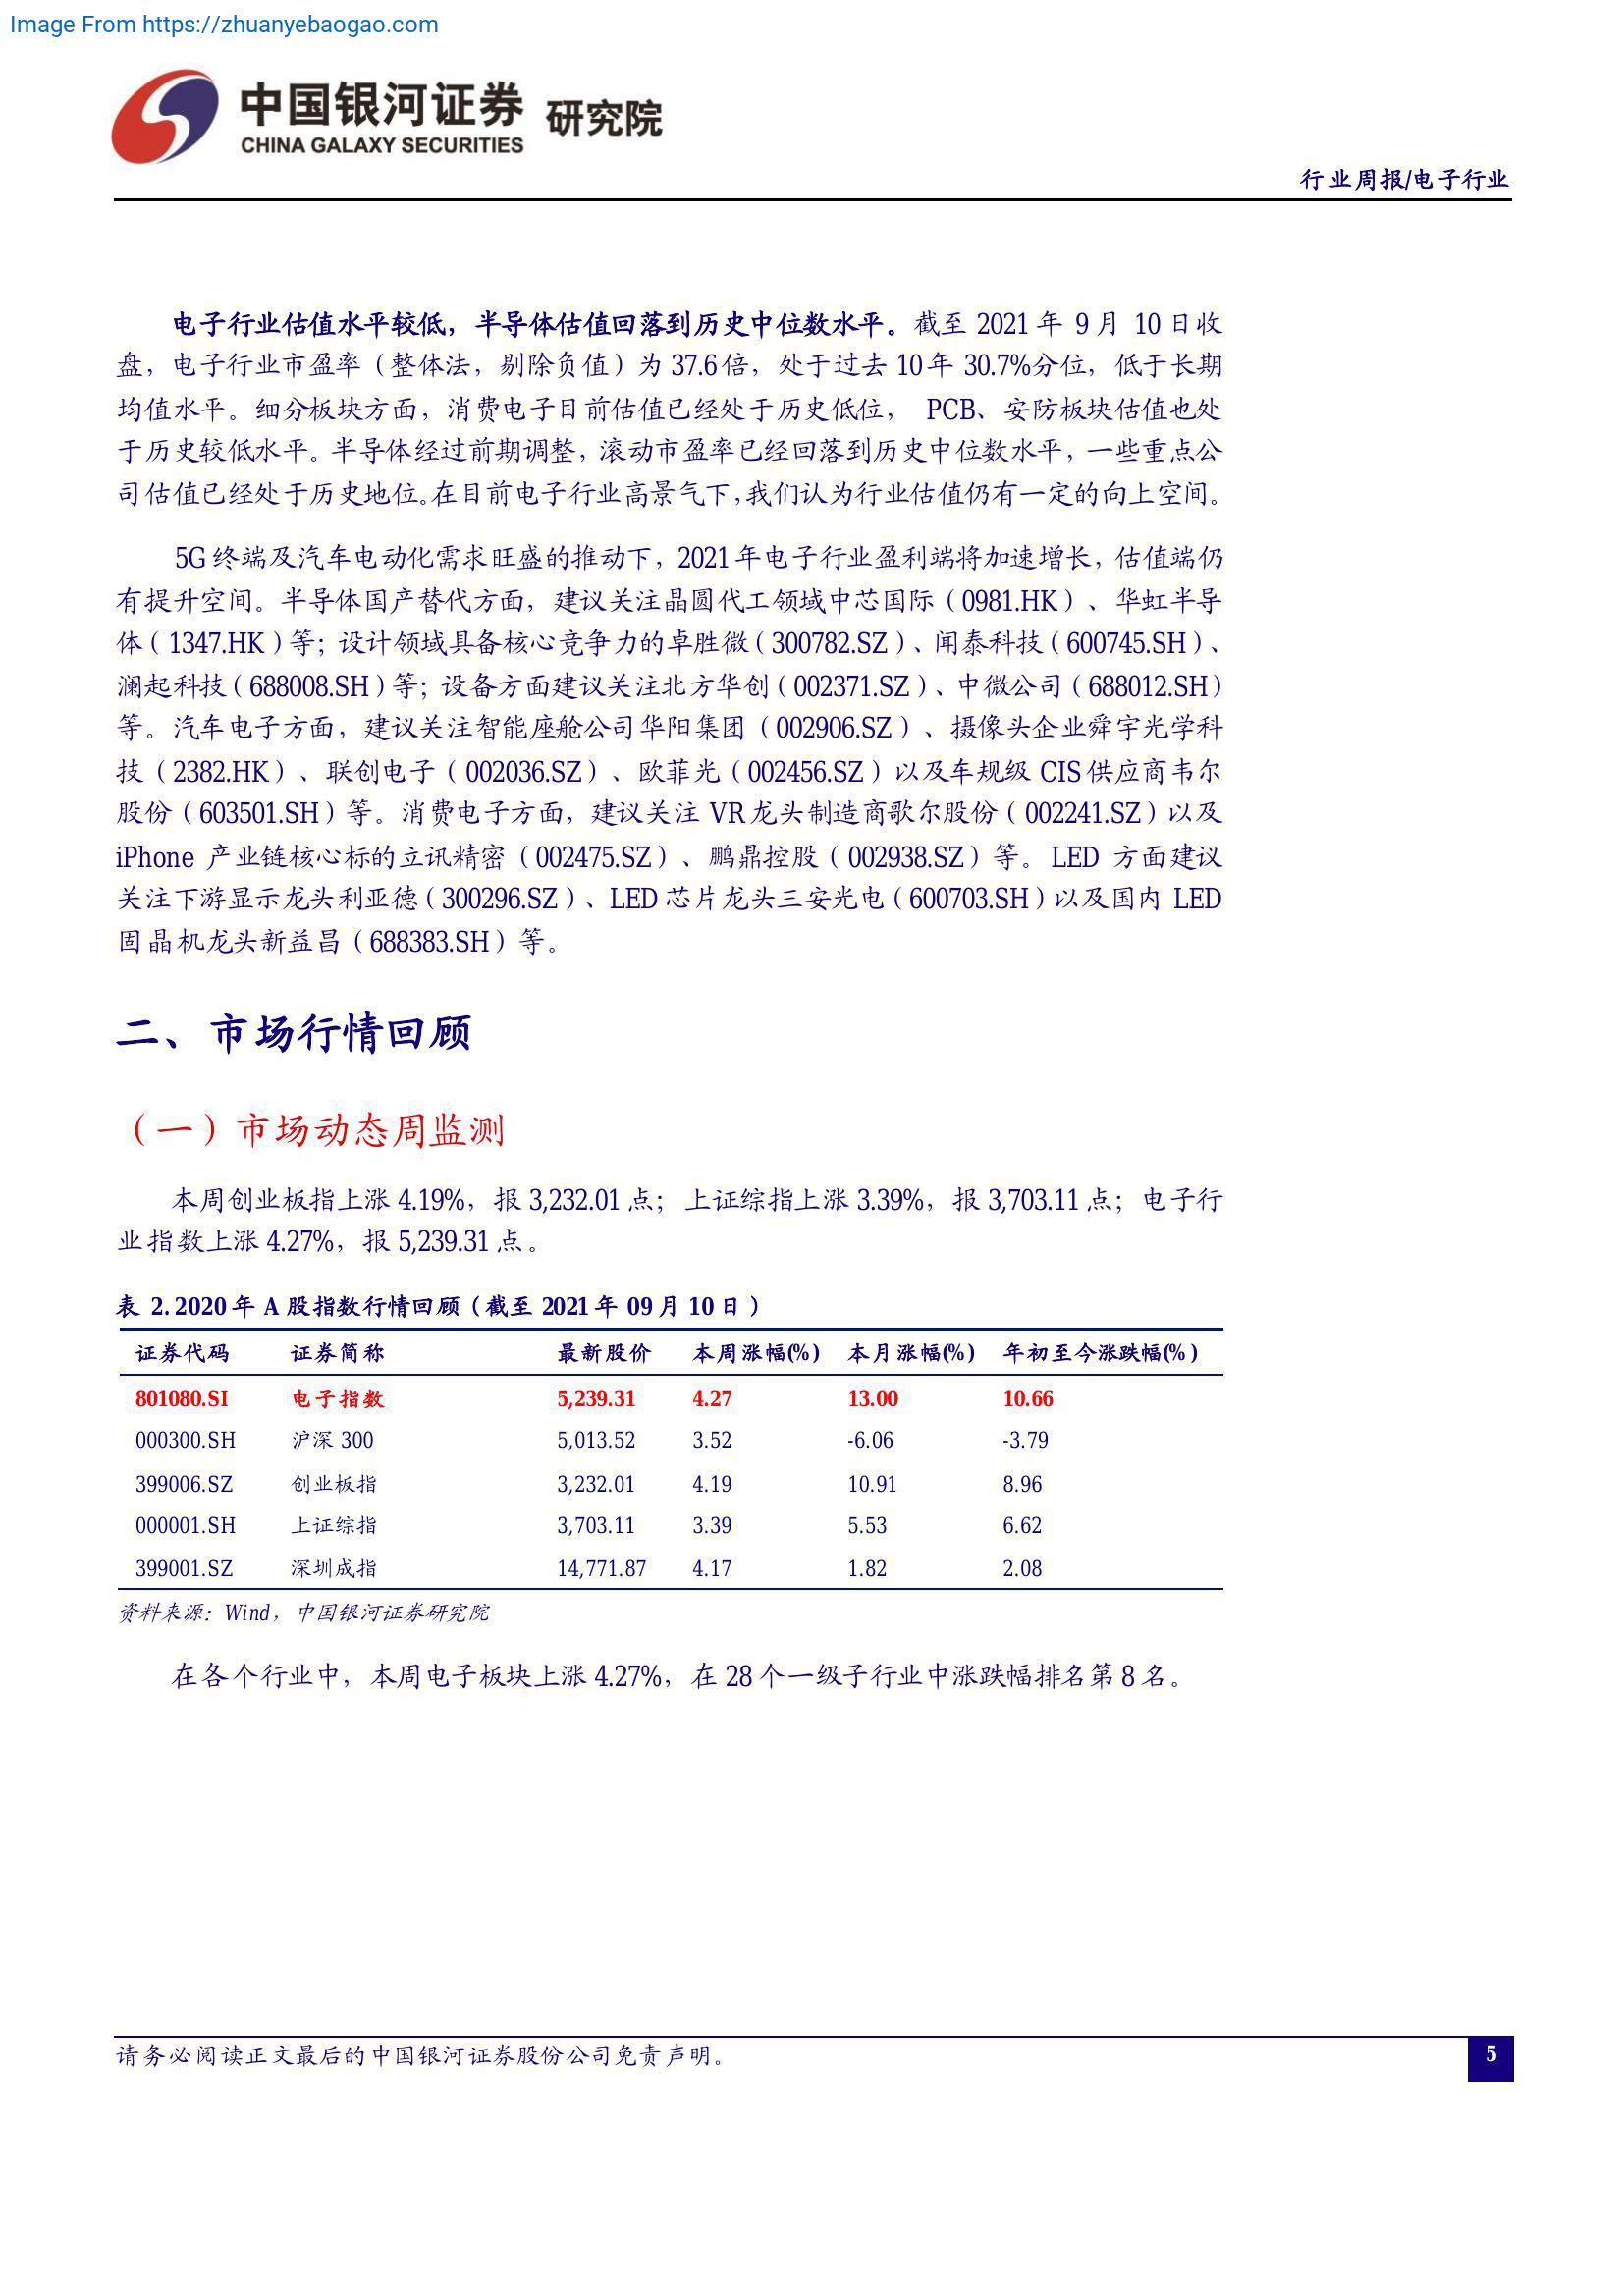 Image From https://zhuanyebaogao.com
中国银河证券 研究院
CHINA GALAXY SECURITIES
行业周报/电子行业
电子行业估值水平较低，半导体估值回落到历史中位数水平。截至 2021 年 9 月 10 日收
盘，电子行业市盈率（整体法，剔除负值）为 37.6 倍，处于过去 10 年 30.7%分位，低于长期
均值水平。细分板块方面，消费电子目前估值已经处于历史低位， PCB、安防板块估值也处
于历史较低水平。半导体经过前期调整，滚动市盈率已经回落到历史中位数水平，一些重点公
司估值已经处于历史地位。在目前电子行业高景气下，我们认为行业估值仍有一定的向上空间。
5G 终端及汽车电动化需求旺盛的推动下，2021 年电子行业盈利端将加速增长，估值端仍
有提升空间。半导体国产替代方面，建议关注晶圆代工领域中芯国际（0981.HK）、华虹半导
体（1347.HK）等；设计领域具备核心竞争力的卓胜微（300782.SZ）、闻泰科技（600745.SH）、
澜起科技（688008.SH）等；设备方面建议关注北方华创（002371.SZ）、中微公司（688012.SH）
等。汽车电子方面，建议关注智能座舱公司华阳集团（002906.SZ）、摄像头企业舜宇光学科
技（2382.HK）、联创电子（002036.SZ）、欧菲光（002456.SZ）以及车规级 CIS 供应商韦尔
股份（603501.SH）等。消费电子方面，建议关注 VR 龙头制造商歌尔股份（002241.SZ）以及
iPhone 产业链核心标的立讯精密（002475.SZ）、鹏鼎控股（002938.SZ）等。LED 方面建议
关注下游显示龙头利亚德（300296.SZ）、LED 芯片龙头三安光电（600703.SH）以及国内 LED
固晶机龙头新益昌（688383.SH）等。
二、市场行情回顾
（一）市场动态周监测
本周创业板指上涨 4.19%，报 3,232.01 点；上证综指上涨 3.39%，报 3,703.11 点；电子行
业指数上涨 4.27%，报 5,239.31 点。
表 2. 2020 年 A 股指数行情回顾（截至 2021 年 09 月 10 日）
证券代码 证券简称 最新股价 本周涨幅(%) 本月涨幅(%) 年初至今涨跌幅(%)
801080.SI 电子指数 5,239.31 4.27 13.00 10.66
000300.SH 沪深 300 5,013.52 3.52 -6.06 -3.79
399006.SZ 创业板指 3,232.01 4.19 10.91 8.96
000001.SH 上证综指 3,703.11 3.39 5.53 6.62
399001.SZ 深圳成指 14,771.87 4.17 1.82 2.08
资料来源：Wind，中国银河证券研究院
在各个行业中，本周电子板块上涨 4.27%，在 28 个一级子行业中涨跌幅排名第 8 名。
请务必阅读正文最后的中国银河证券股份公司免责声明。
5